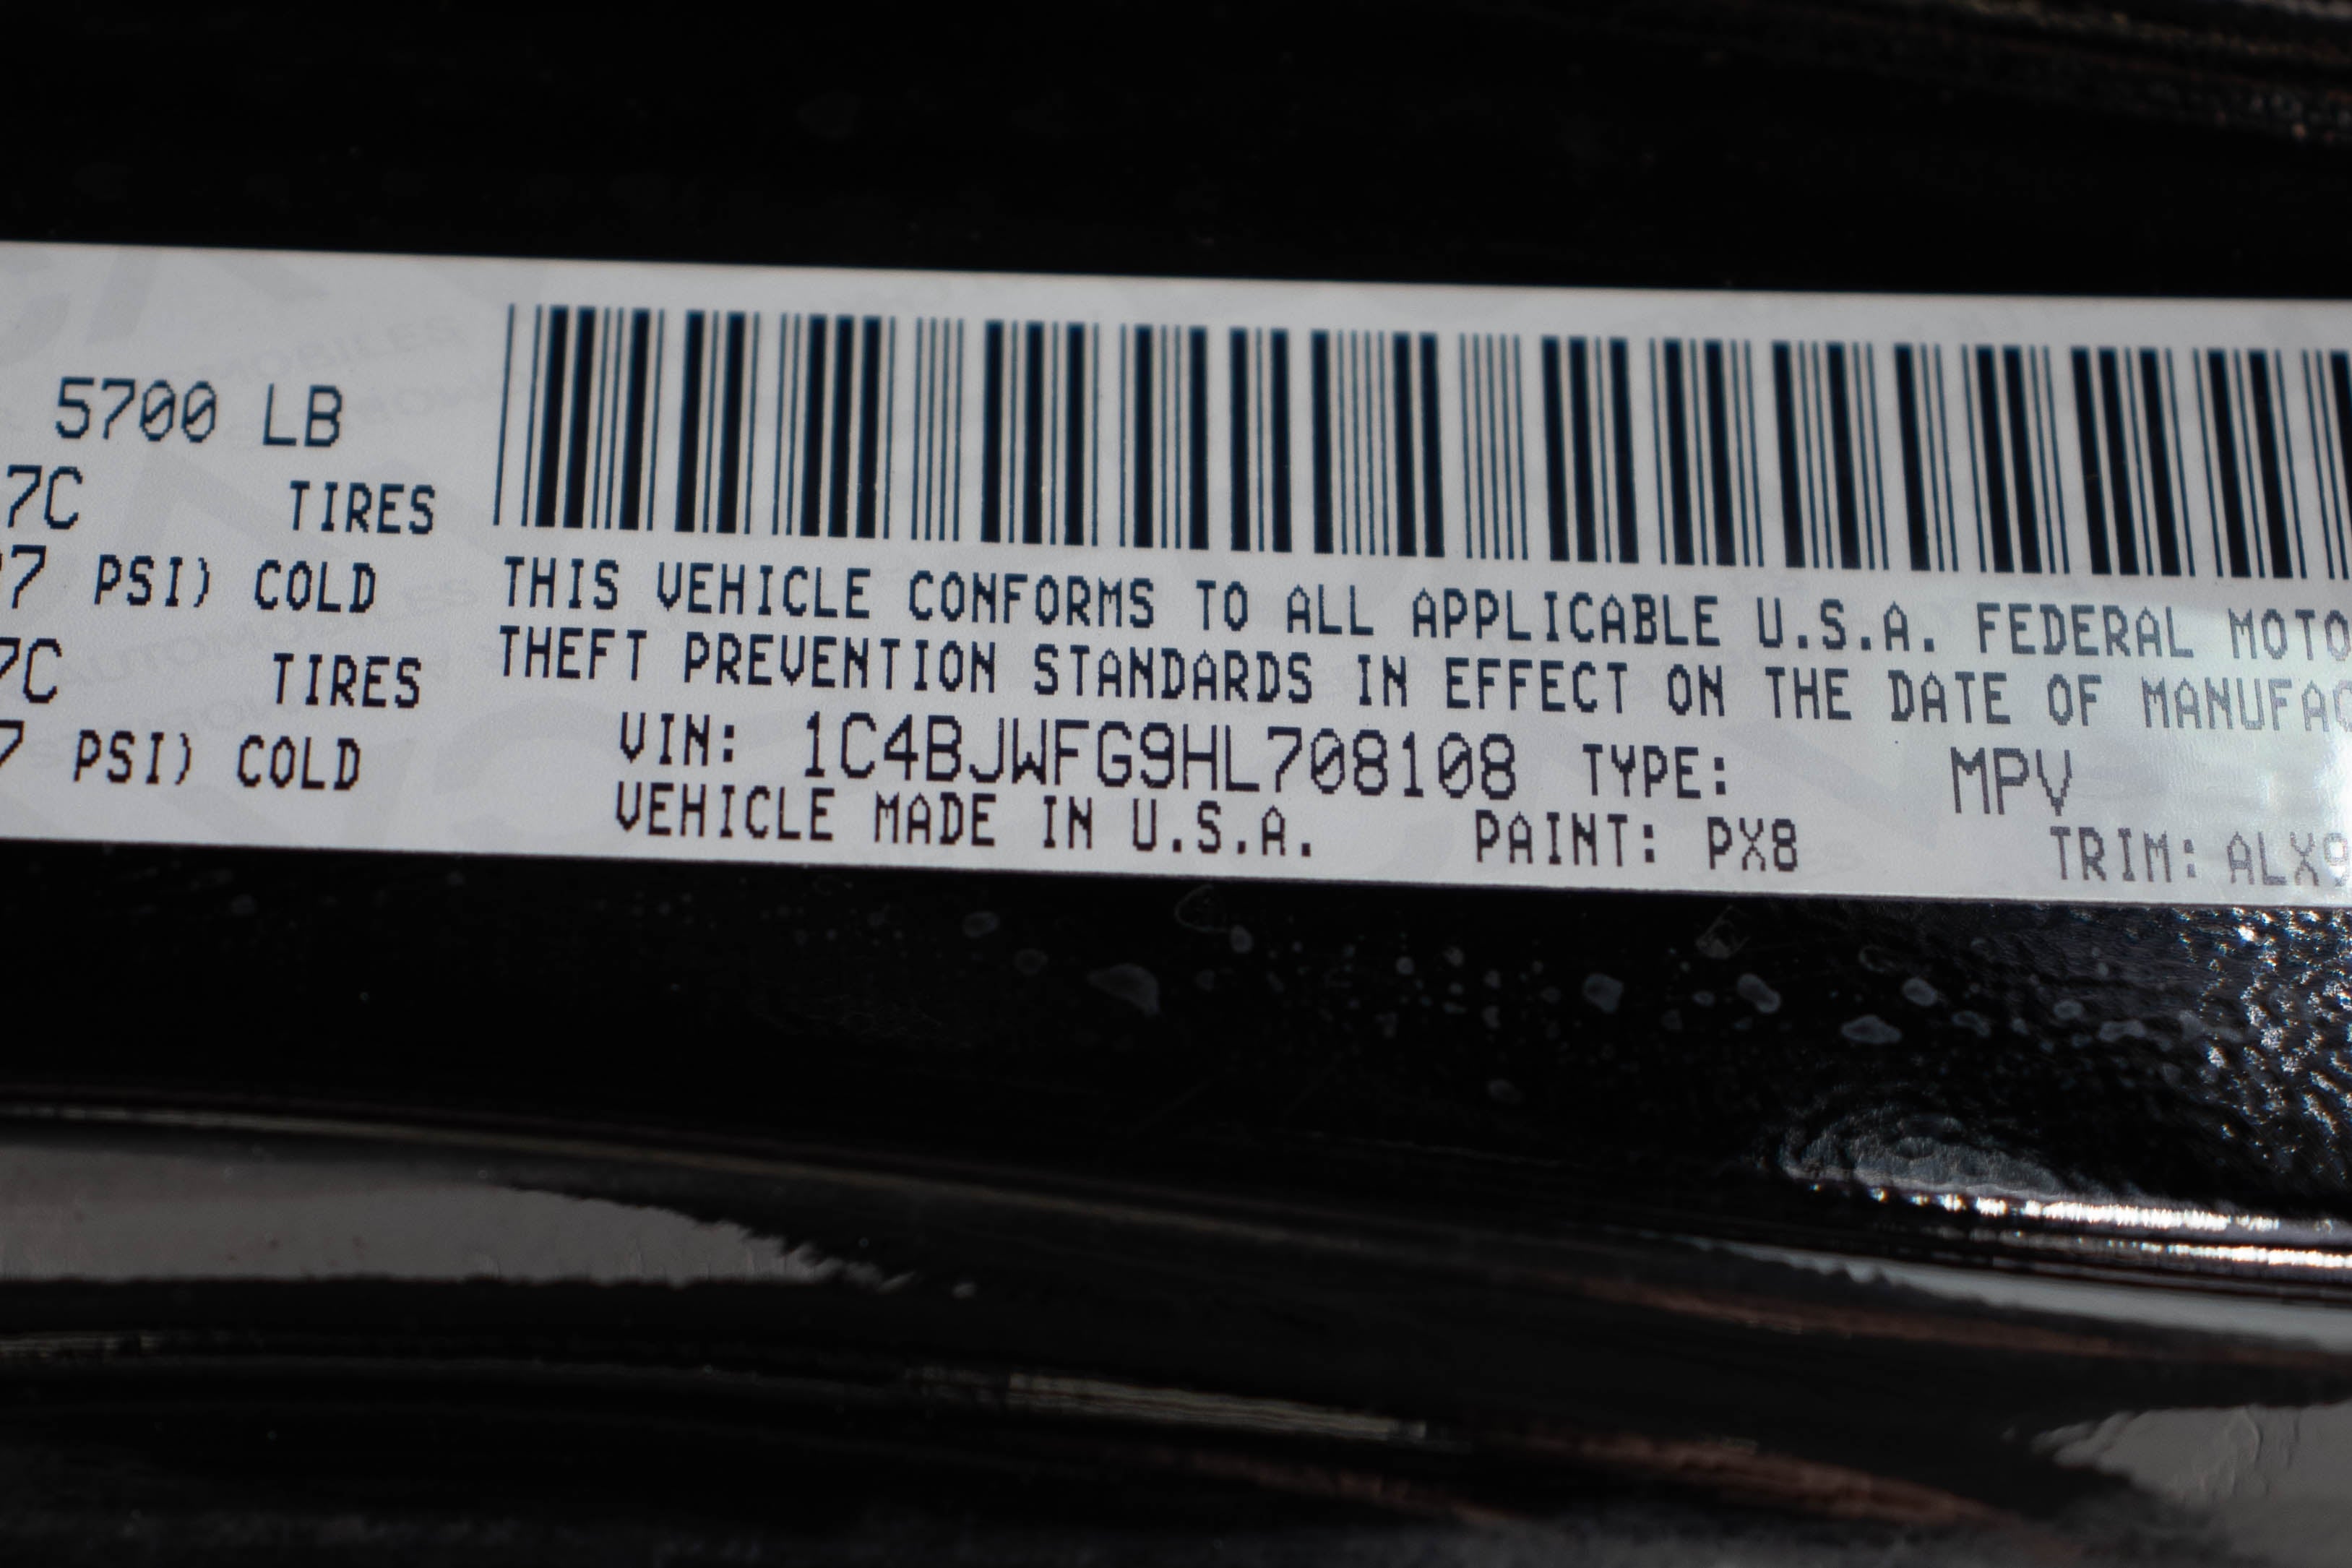 5700 LB
7C TIRES
7 PSI) COLD
7C TIRES
7 PSI) COLD
THIS VEHICLE CONFORMS TO ALL APPLICABLE U.S.A. FEDERAL MOTO
THEFT PREVENTION STANDARDS IN EFFECT ON THE DATE OF MANUFAC
VIN: 1C4BJWFG9HL708108 TYPE: MPV
VEHICLE MADE IN U.S.A. PAINT: PX8 TRIM: ALX9